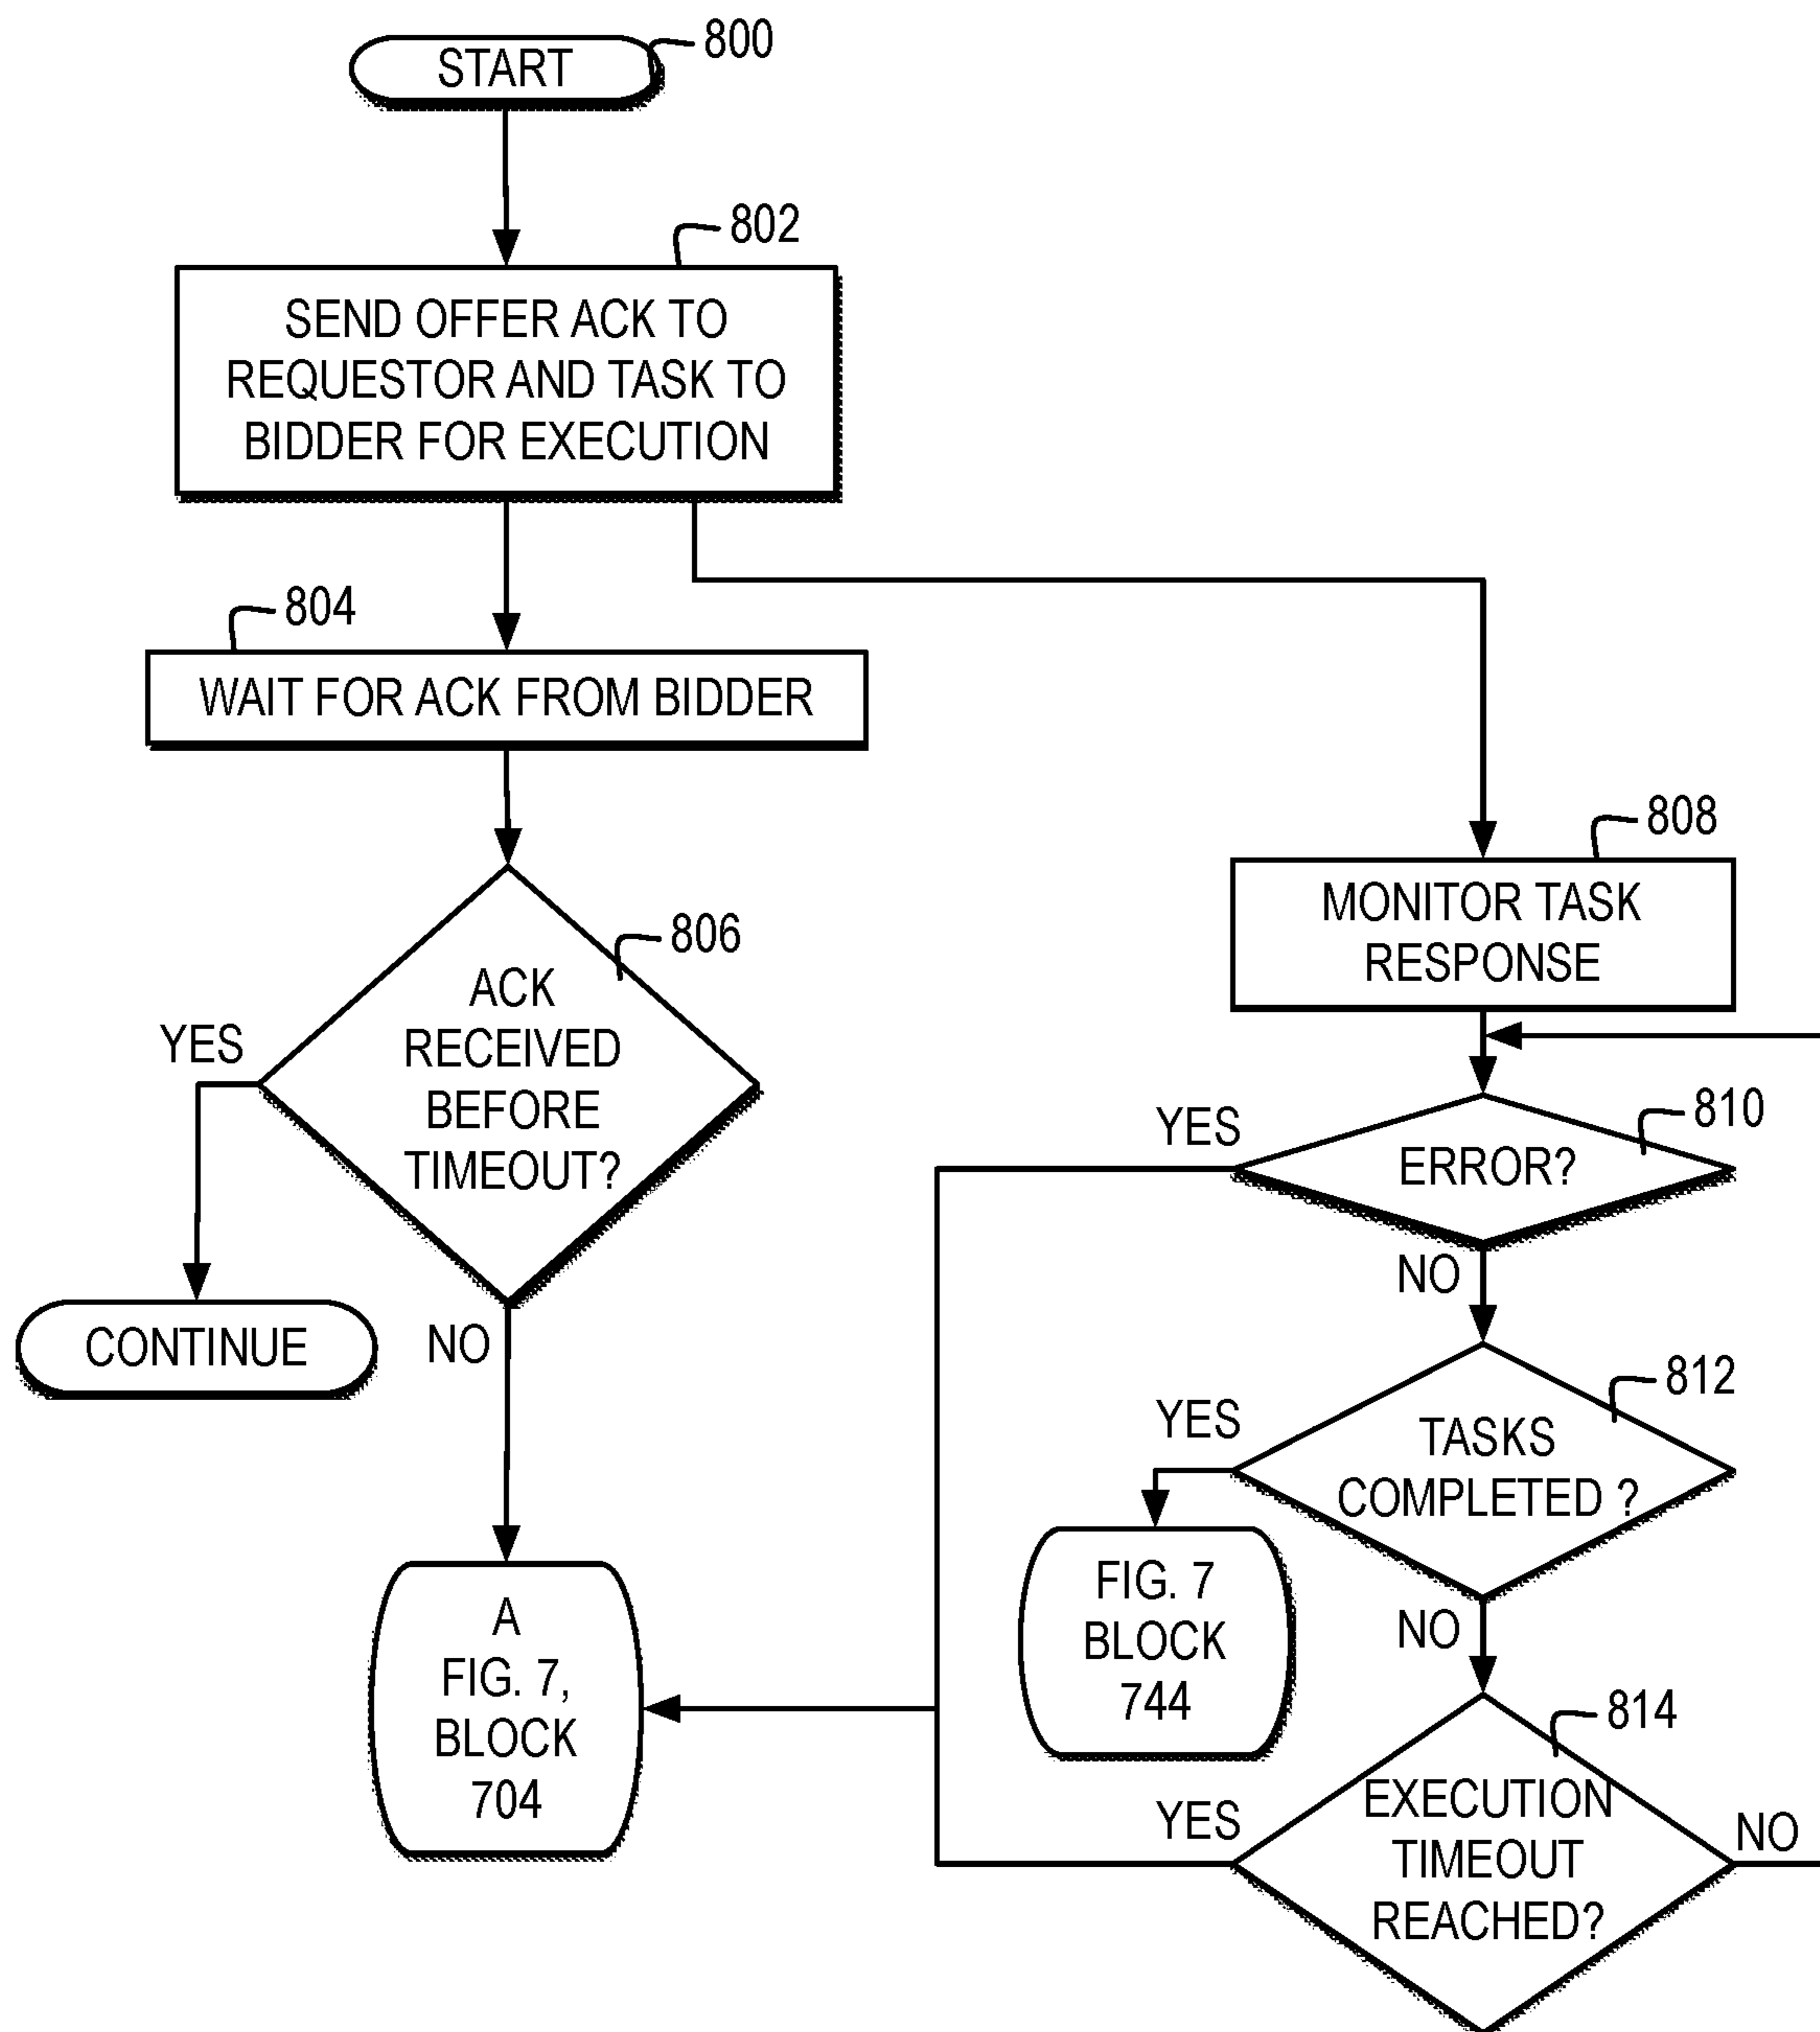 START
800
802
SEND OFFER ACK TO
REQUESTOR AND TASK TO
BIDDER FOR EXECUTION
804
WAIT FOR ACK FROM BIDDER
806
ACK
RECEIVED
BEFORE
TIMEOUT?
YES
CONTINUE
NO
A
FIG. 7,
BLOCK
704
808
MONITOR TASK
RESPONSE
810
ERROR?
YES
NO
812
TASKS
COMPLETED ?
YES
FIG. 7
BLOCK
744
NO
814
EXECUTION
TIMEOUT
REACHED?
YES
NO